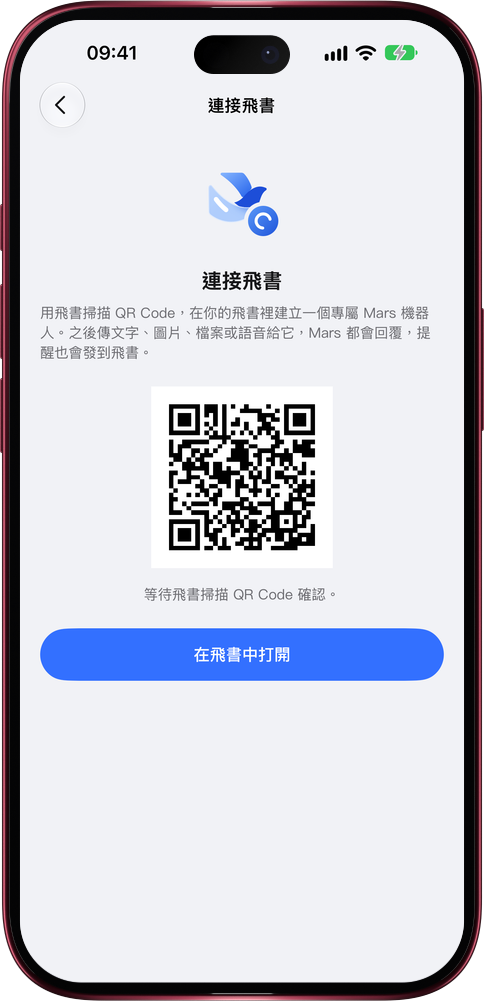 09:41
連接飛書
連接飛書
用飛書掃描 QR Code，在你的飛書裡建立一個專屬 Mars 機器
人。之後傳文字、圖片、檔案或語音給它，Mars 都會回覆，提
醒也會發到飛書。
等待飛書掃描 QR Code 確認。
在飛書中打開